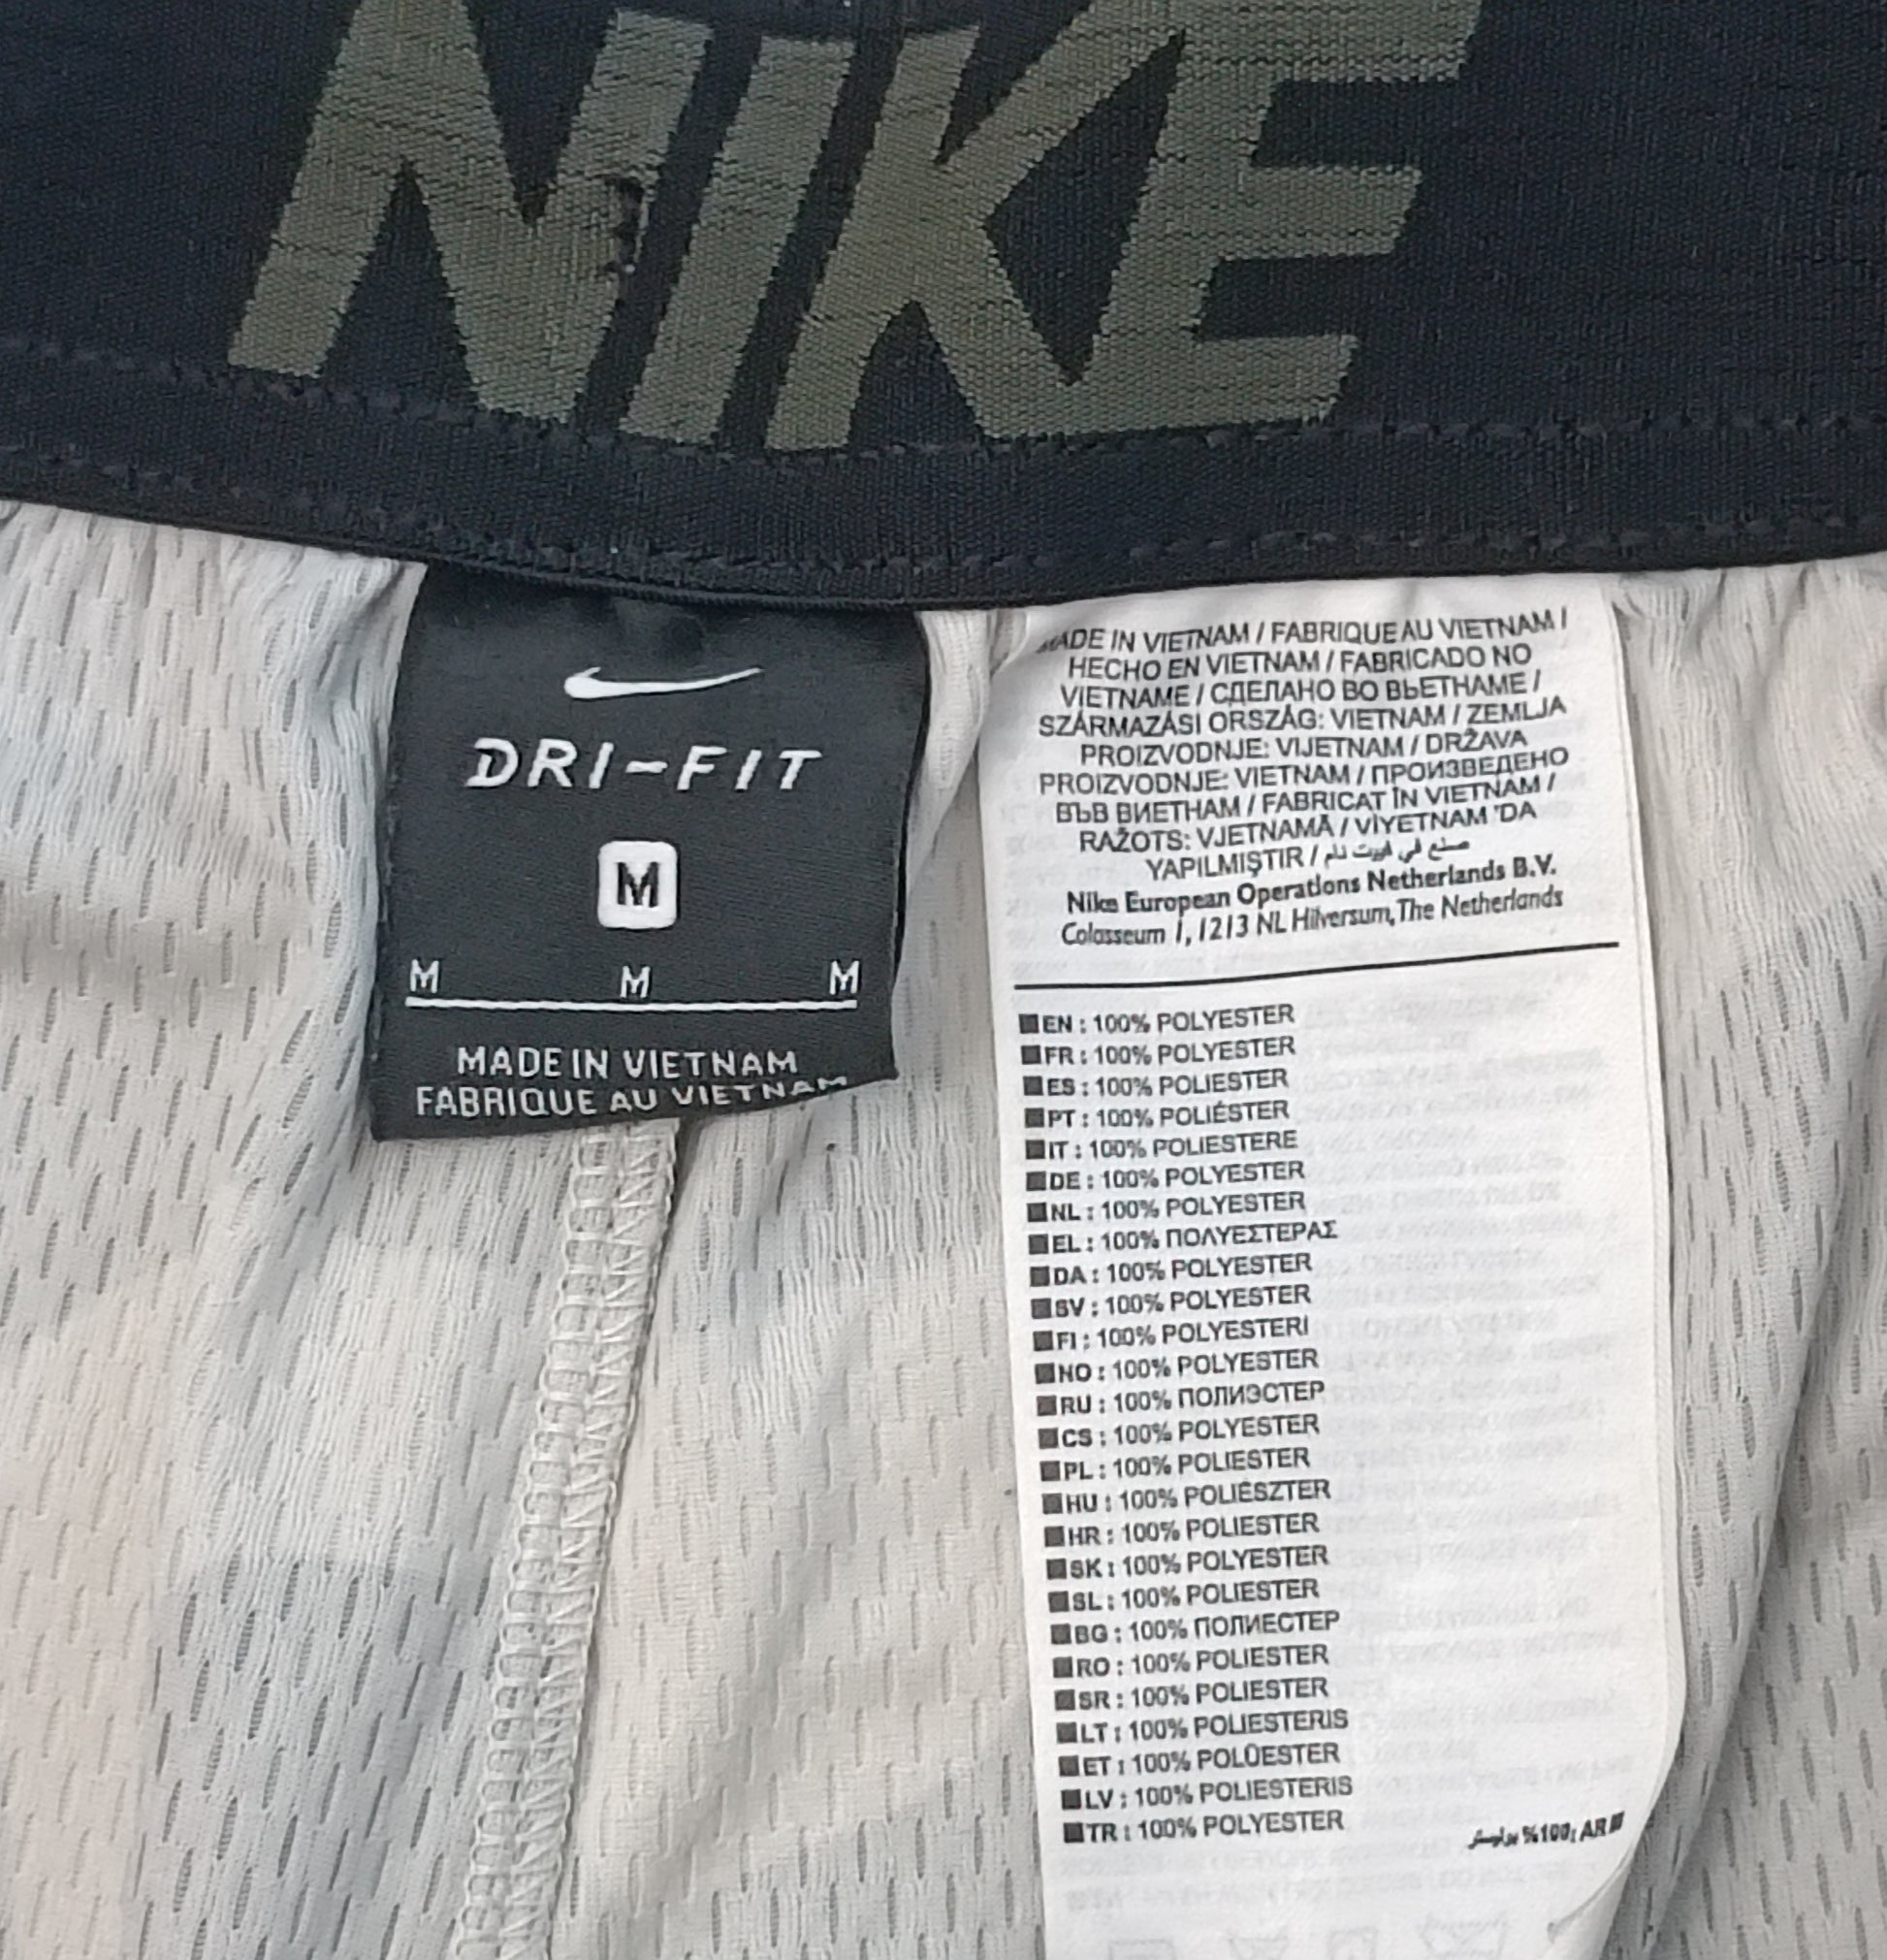 NIKE
DRI-FIT
M
M M M
MADE IN VIETNAM
FABRIQUE AU VIETNAM
MADE IN VIETNAM / FABRIQUE AU VIETNAM /
HECHO EN VIETNAM / FABRICADO NO
VIETNAME / СДЕЛАНО ВО ВЬЕТНАМЕ /
SZÁRMAZÁSI ORSZÁG: VIETNAM / ZEMLJA
PROIZVODNJE: VIJETNAM / DRŽAVA
PROIZVODNJE: VIETNAM / ПРОИЗВЕДЕНО
ВЪВ ВИЕТНАМ / FABRICAT ÎN VIETNAM /
RAŽOTS: VJETNAMĀ / VİYETNAM 'DA
YAPILMIŞTIR / صنع في فييت نام
Nike European Operations Netherlands B.V.
Colosseum 1, 1213 NL Hilversum, The Netherlands
EN : 100% POLYESTER
FR : 100% POLYESTER
ES : 100% POLIESTER
PT : 100% POLIÉSTER
IT : 100% POLIESTERE
DE : 100% POLYESTER
NL : 100% POLYESTER
EL : 100% ΠΟΛΥΕΣΤΕΡΑΣ
DA : 100% POLYESTER
SV : 100% POLYESTER
FI : 100% POLYESTERI
NO : 100% POLYESTER
RU : 100% ПОЛИЭСТЕР
CS : 100% POLYESTER
PL : 100% POLIESTER
HU : 100% POLIÉSZTER
HR : 100% POLIESTER
SK : 100% POLYESTER
SL : 100% POLIESTER
BG : 100% ПОЛИЕСТЕР
RO : 100% POLIESTER
SR : 100% POLIESTER
LT : 100% POLIESTERIS
ET : 100% POLÜESTER
LV : 100% POLIESTERIS
TR : 100% POLYESTER
AR :100% بوليستر